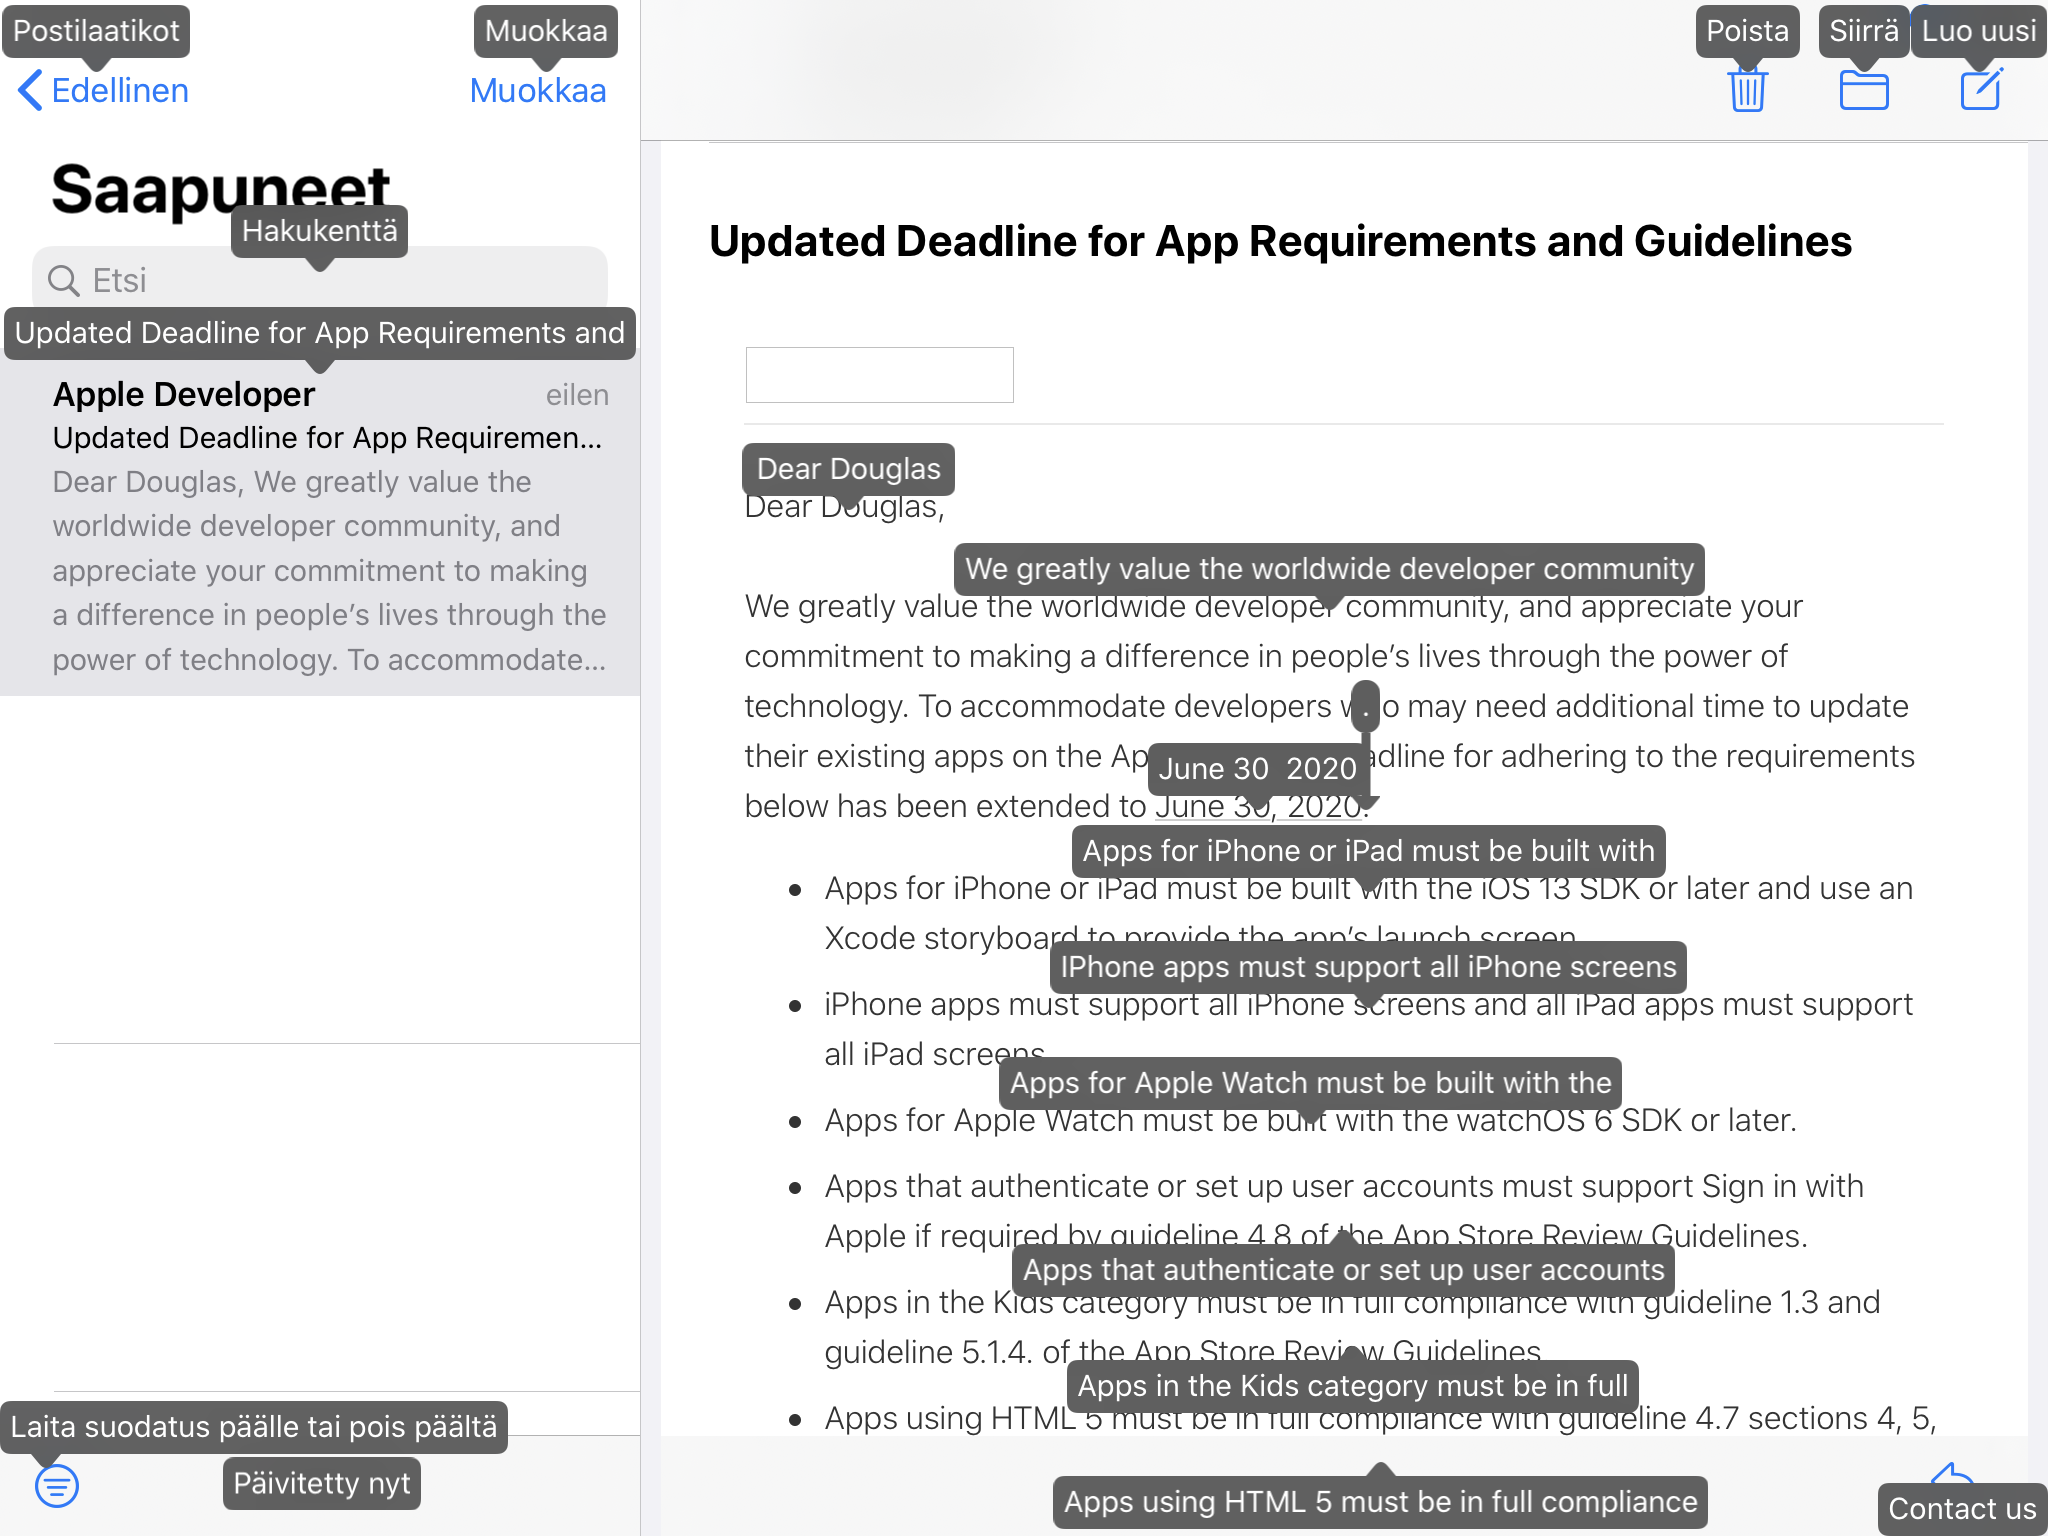 Postilaatikot
Muokkaa
Edellinen
Muokkaa
Saapuneet
Hakukenttä
Etsi
Updated Deadline for App Requirements and
Apple Developer
eilen
Updated Deadline for App Requiremen...
Dear Douglas, We greatly value the
worldwide developer community, and
appreciate your commitment to making
a difference in people’s lives through the
power of technology. To accommodate...
Laita suodatus päälle tai pois päältä
Päivitetty nyt
Poista
Siirrä
Luo uusi
Updated Deadline for App Requirements and Guidelines
Dear Douglas
Dear Douglas,
We greatly value the worldwide developer community
We greatly value the worldwide developer community, and appreciate your
commitment to making a difference in people’s lives through the power of
.
technology. To accommodate developers who may need additional time to update
June 30 2020
their existing apps on the adline for adhering to the requirements
below has been extended to June 30, 2020.
Apps for iPhone or iPad must be built with
Apps for iPhone or iPad must be built with the iOS 13 SDK or later and use an
Xcode storyboard to provide the app’s launch screen
IPhone apps must support all iPhone screens
iPhone apps must support all iPhone screens and all iPad apps must support
all iPad screens
Apps for Apple Watch must be built with the
Apps for Apple Watch must be built with the watchOS 6 SDK or later.
Apps that authenticate or set up user accounts must support Sign in with
Apple if required by guideline 4.8 of the App Store Review Guidelines.
Apps that authenticate or set up user accounts
Apps in the Kids category must be in full compliance with guideline 1.3 and
guideline 5.1.4. of the App Store Review Guidelines
Apps in the Kids category must be in full
Apps using HTML 5 must be in full compliance with guideline 4.7 sections 4, 5,
Apps using HTML 5 must be in full compliance
Contact us